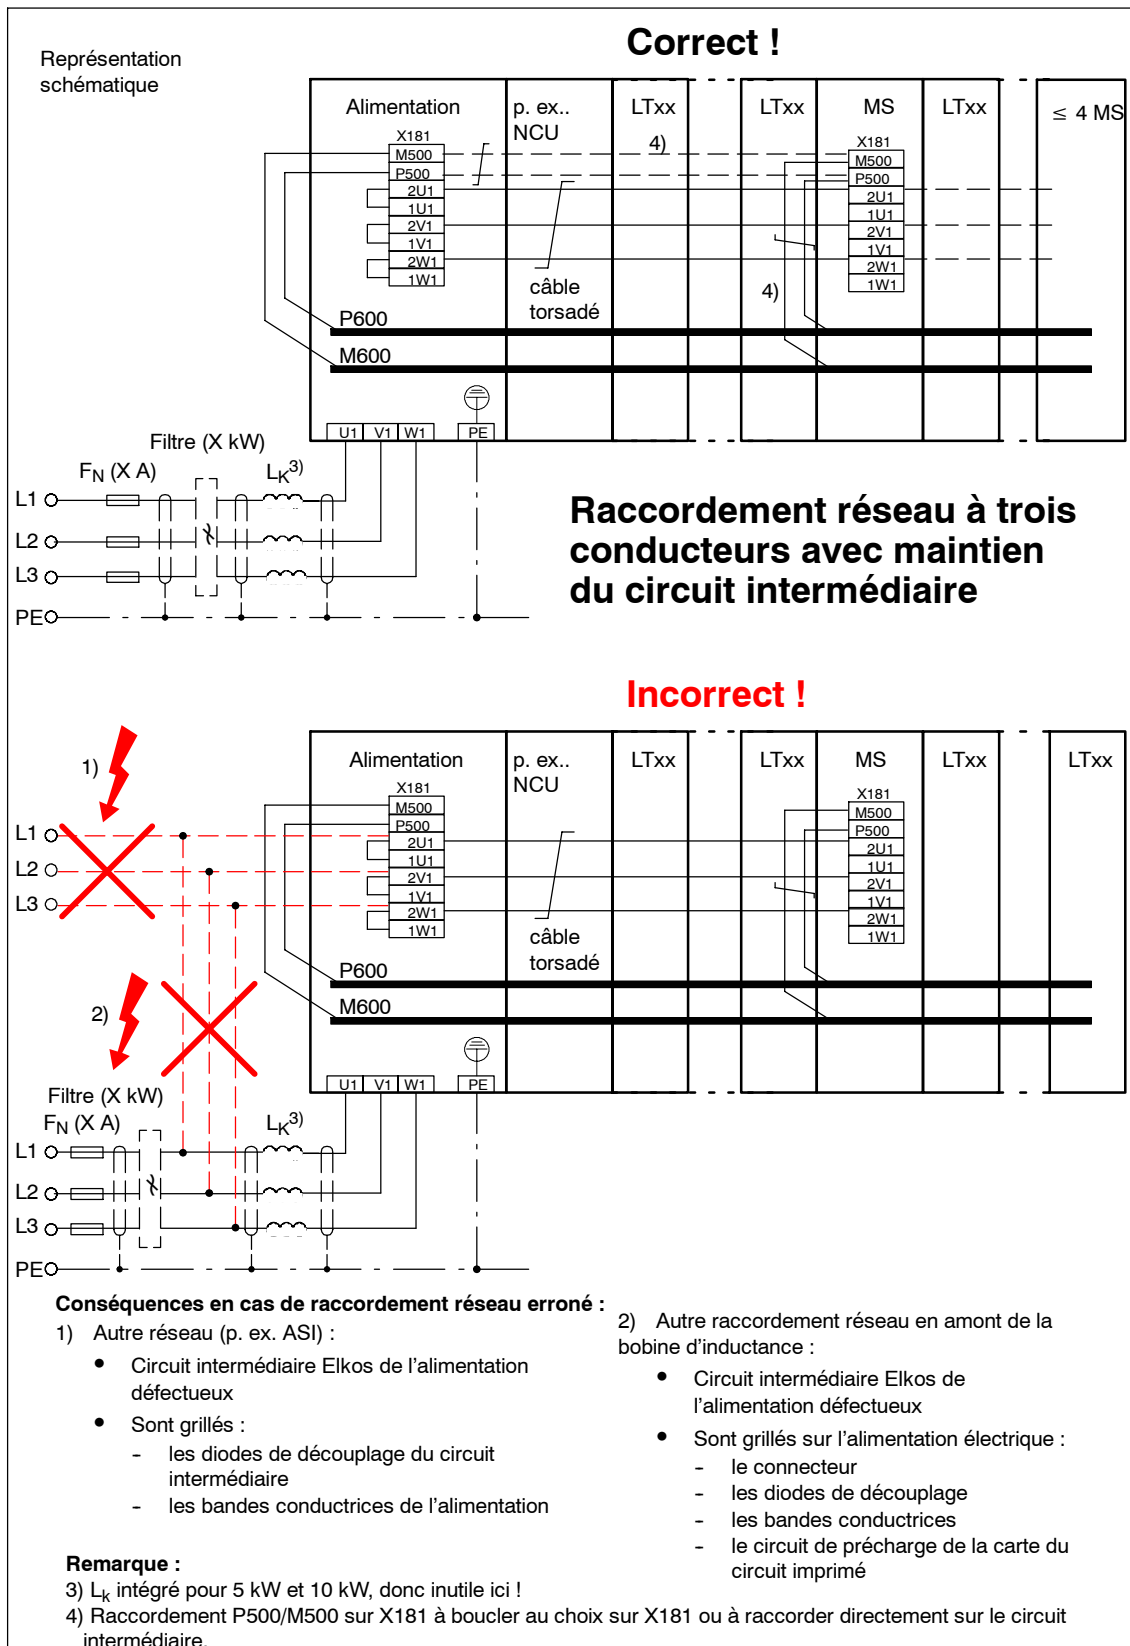 Représentation
schématique
Correct !
Alimentation
p. ex..
NCU
LTxx
LTxx
MS
LTxx
≤ 4 MS
4)
X181
M500
P500
2U1
1U1
2V1
1V1
2W1
1W1
X181
M500
P500
2U1
1U1
2V1
1V1
2W1
1W1
câble
torsadé
4)
P600
M600
U1 V1 W1 PE
Filtre (X kW)
FN (X A)
LK3)
L1
L2
L3
PE
Raccordement réseau à trois
conducteurs avec maintien
du circuit intermédiaire
Incorrect !
Alimentation
p. ex..
NCU
LTxx
LTxx
MS
LTxx
LTxx
1)
X181
M500
P500
2U1
1U1
2V1
1V1
2W1
1W1
X181
M500
P500
2U1
1U1
2V1
1V1
2W1
1W1
L1
L2
L3
câble
torsadé
P600
M600
2)
U1 V1 W1 PE
Filtre (X kW)
FN (X A)
LK3)
L1
L2
L3
PE
Conséquences en cas de raccordement réseau erroné :
1) Autre réseau (p. ex. ASI) :
• Circuit intermédiaire Elkos de l'alimentation
défectueux
• Sont grillés :
- les diodes de découplage du circuit
intermédiaire
- les bandes conductrices de l'alimentation
2) Autre raccordement réseau en amont de la
bobine d'inductance :
• Circuit intermédiaire Elkos de
l'alimentation défectueux
• Sont grillés sur l'alimentation électrique :
- le connecteur
- les diodes de découplage
- les bandes conductrices
- le circuit de précharge de la carte du
circuit imprimé
Remarque :
3) Lk intégré pour 5 kW et 10 kW, donc inutile ici !
4) Raccordement P500/M500 sur X181 à boucler au choix sur X181 ou à raccorder directement sur le circuit
intermédiaire.